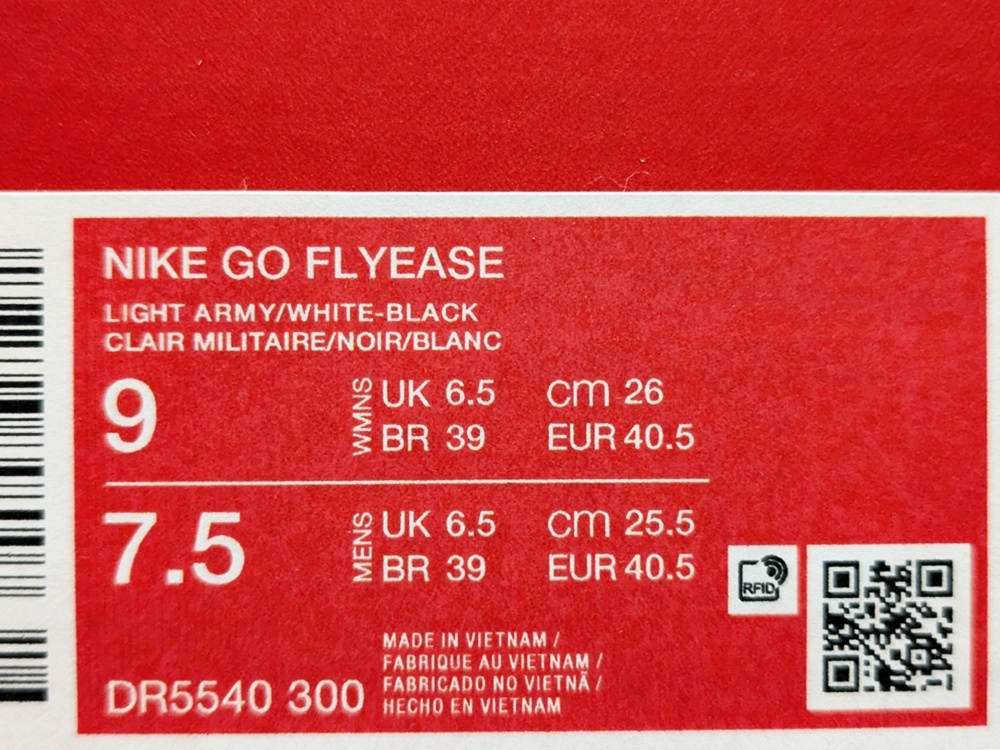 NIKE GO FLYEASE
LIGHT ARMY/WHITE-BLACK
CLAIR MILITAIRE/NOIR/BLANC
9
WMNS
UK 6.5 cm 26
BR 39 EUR 40.5
7.5
MENS
UK 6.5 cm 25.5
BR 39 EUR 40.5
RFID
MADE IN VIETNAM /
FABRIQUE AU VIETNAM /
FABRICADO NO VIETNÃ /
HECHO EN VIETNAM
DR5540 300